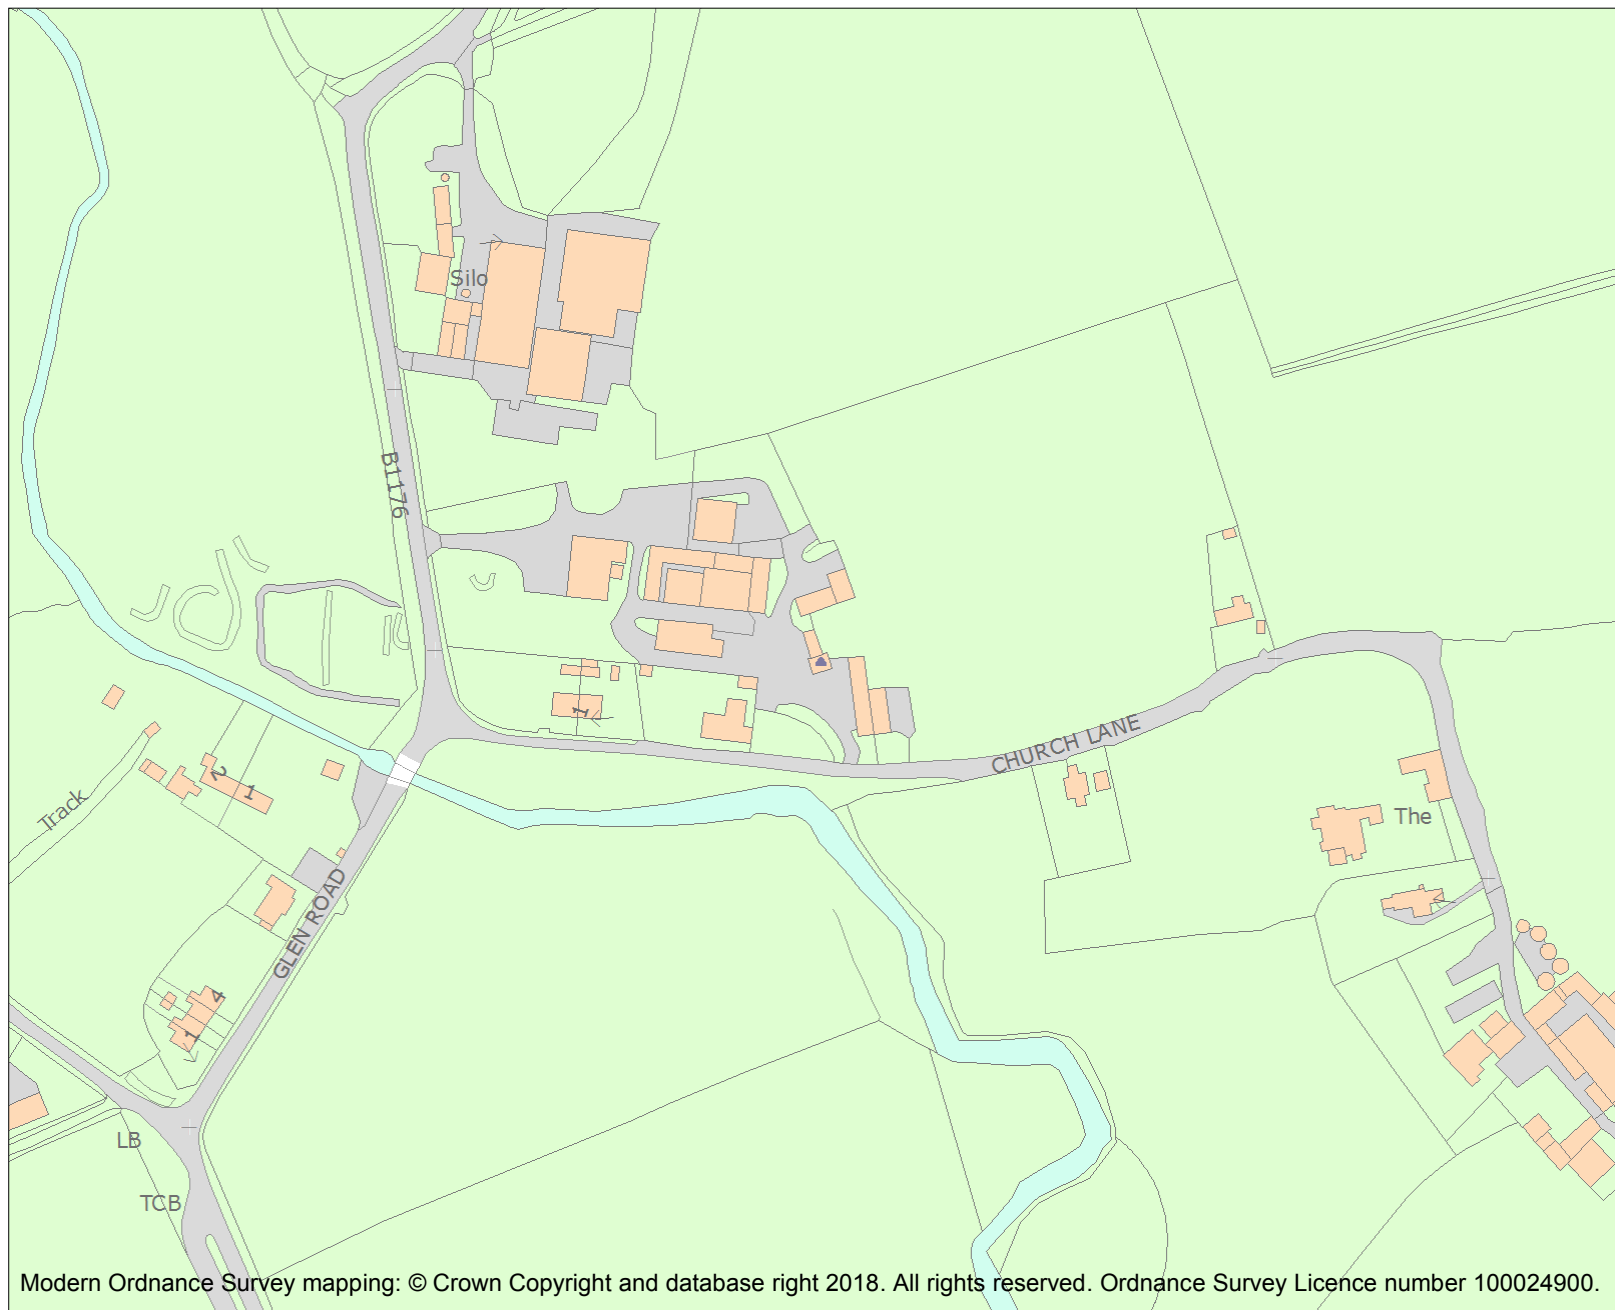 Silo
B1176
1
CHURCH LANE
2
1
Track
The
GLEN ROAD
4
1
LB
TCB
Modern Ordnance Survey mapping: © Crown Copyright and database right 2018. All rights reserved. Ordnance Survey Licence number 100024900.